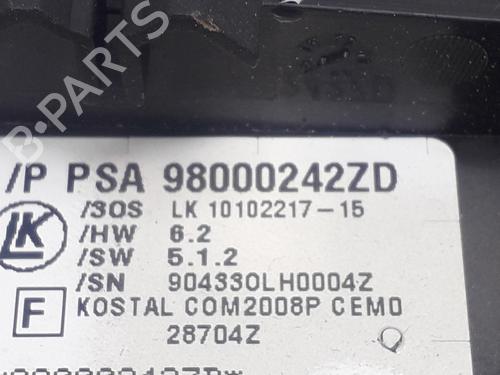 B-PARTS
/P PSA 98000242ZD
LK
/SOS LK 10102217-15
/HW 6.2
/SW 5.1.2
/SN 904330LH0004Z
F KOSTAL COM2008P CEM0
28704Z